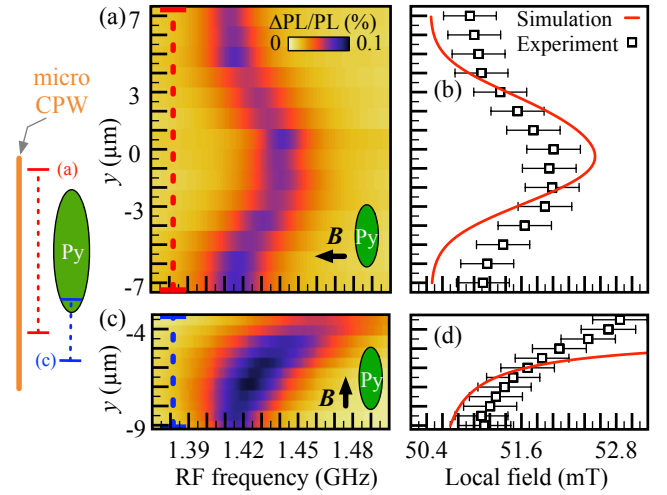 micro
CPW
(a)
Py
(c)
(a)
ΔPL/PL (%)
0 0.1
7
3
0
-3
-7
y (μm)
B
Py
(b)
Simulation
Experiment
(c)
-4
-9
y (μm)
B
Py
1.39 1.42 1.45 1.48
RF frequency (GHz)
(d)
50.4 51.6 52.8
Local field (mT)